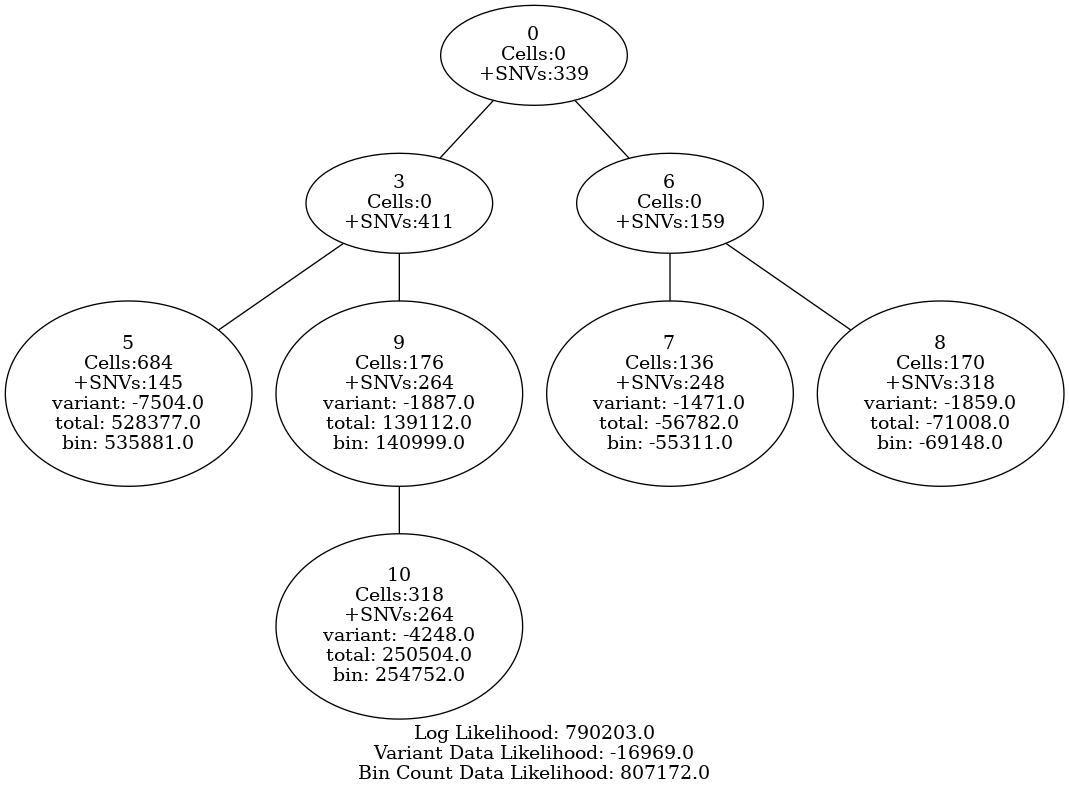 0
Cells:0
+SNVs:339
3
Cells:0
+SNVs:411
6
Cells:0
+SNVs:159
5
Cells:684
+SNVs:145
variant: -7504.0
total: 528377.0
bin: 535881.0
9
Cells:176
+SNVs:264
variant: -1887.0
total: 139112.0
bin: 140999.0
7
Cells:136
+SNVs:248
variant: -1471.0
total: -56782.0
bin: -55311.0
8
Cells:170
+SNVs:318
variant: -1859.0
total: -71008.0
bin: -69148.0
10
Cells:318
+SNVs:264
variant: -4248.0
total: 250504.0
bin: 254752.0
Log Likelihood: 790203.0
Variant Data Likelihood: -16969.0
Bin Count Data Likelihood: 807172.0